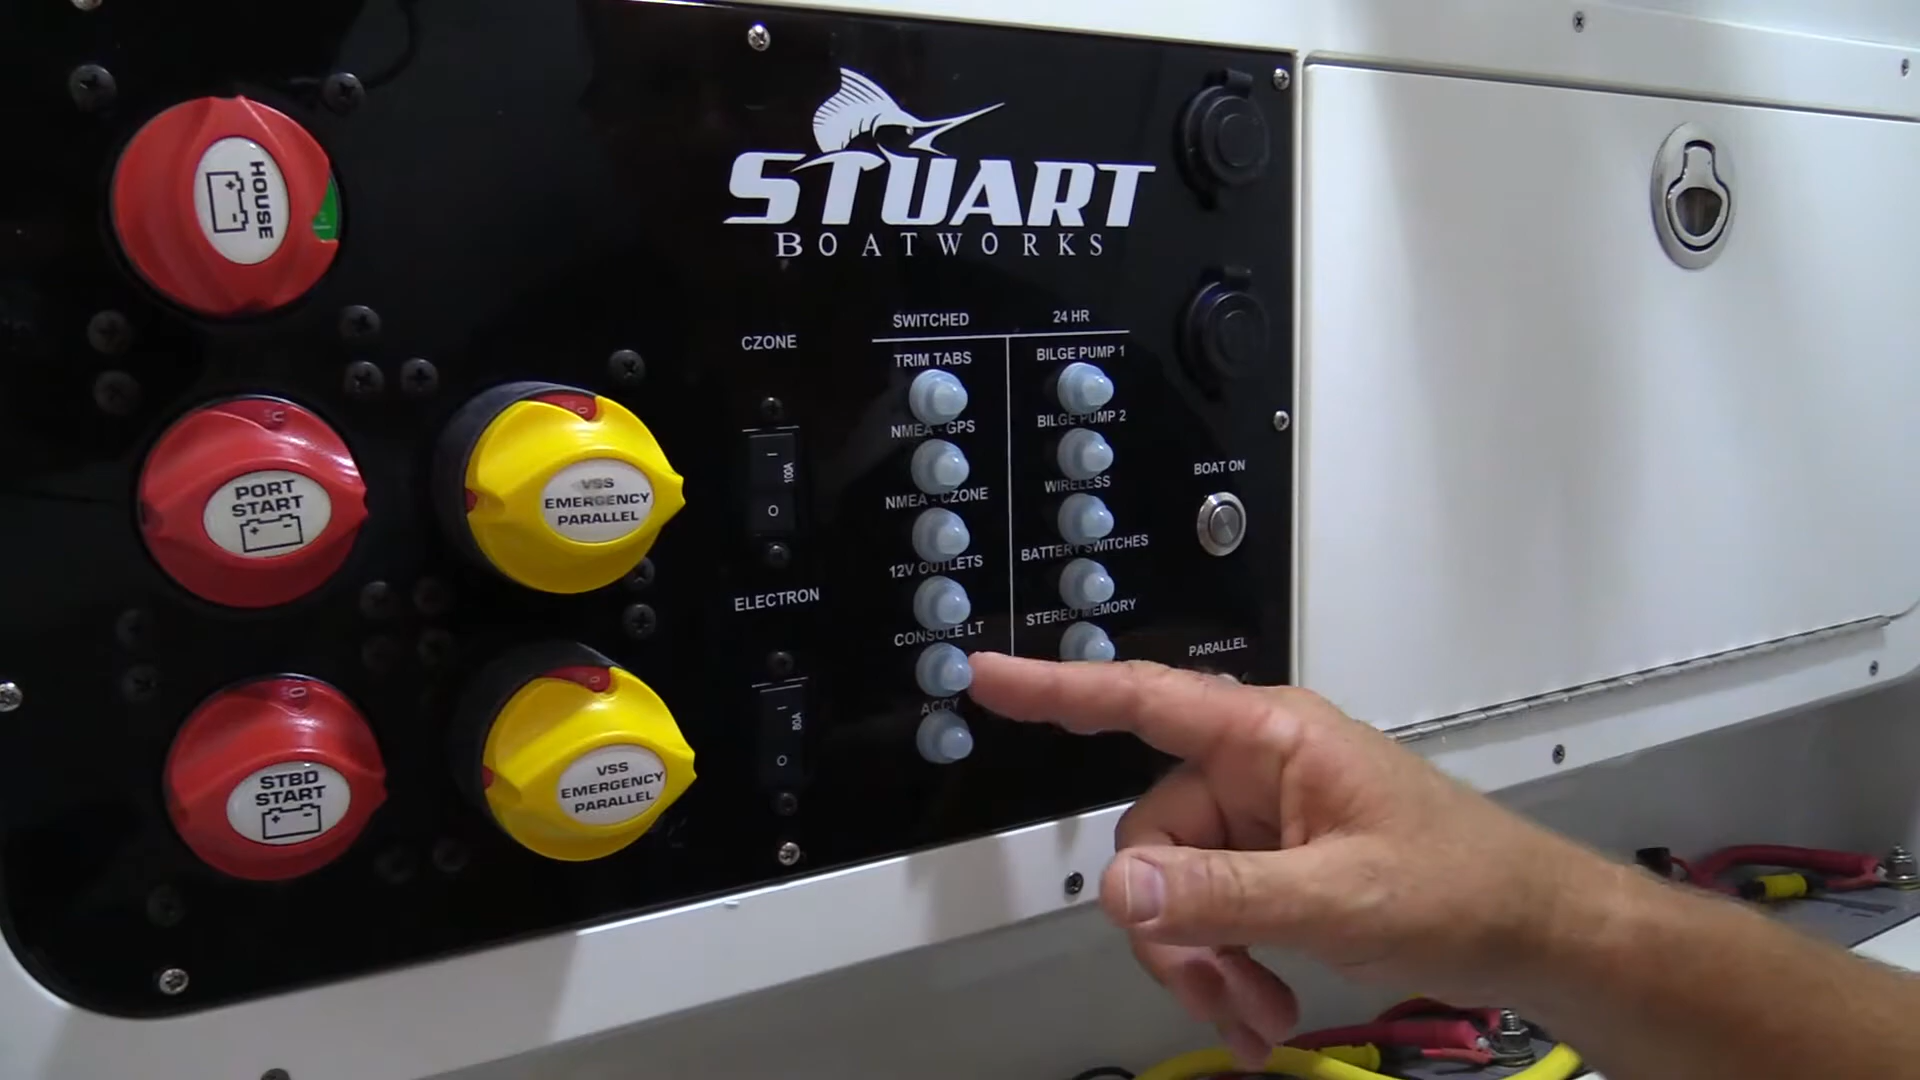 HOUSE
PORT
START
STBD
START
VSS
EMERGENCY
PARALLEL
VSS
EMERGENCY
PARALLEL
STUART
BOATWORKS
CZONE
100A
O
ELECTRON
80A
O
SWITCHED
TRIM TABS
NMEA - GPS
NMEA - CZONE
12V OUTLETS
CONSOLE LT
ACCY
24 HR
BILGE PUMP 1
BILGE PUMP 2
WIRELESS
BATTERY SWITCHES
STEREO MEMORY
BOAT ON
PARALLEL